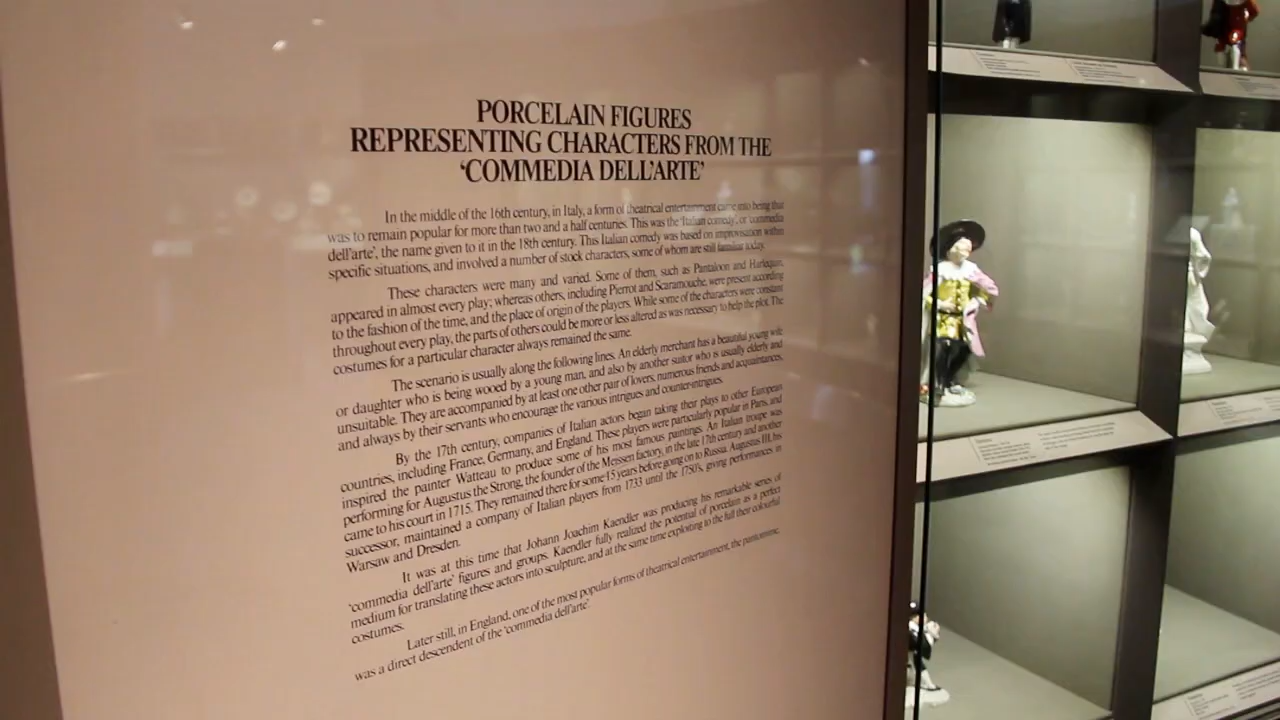 PORCELAIN FIGURES
REPRESENTING CHARACTERS FROM THE
‘COMMEDIA DELL’ARTE’
In the middle of the 16th century, in Italy, a form of theatrical entertainment came into being that
was to remain popular for more than two and a half centuries. This was the ‘Italian comedy’, or ‘commedia
dell’arte’, the name given to it in the 18th century. This Italian comedy was based on improvisation within
specific situations, and involved a number of stock characters, some of whom are still familiar today.
These characters were many and varied. Some of them, such as Pantaloon and Harlequin,
appeared in almost every play; whereas others, including Pierrot and Scaramouche, were present according
to the fashion of the time, and the place of origin of the players. While some of the characters were constant
throughout every play, the parts of others could be more or less altered as was necessary to help the plot. The
costumes for a particular character always remained the same.
The scenario is usually along the following lines. An elderly merchant has a beautiful young wife
or daughter who is being wooed by a young man, and also by another suitor who is usually elderly and
unsuitable. They are accompanied by at least one other pair of lovers, numerous friends and acquaintances,
and always by their servants who encourage the various intrigues and counter-intrigues.
By the 17th century, companies of Italian actors began taking their plays to other European
countries, including France, Germany, and England. These players were particularly popular in Paris, and
inspired the painter Watteau to produce some of his most famous paintings. An Italian troupe was
performing for Augustus the Strong, the founder of the Meissen factory, in the late 17th century and another
came to his court in 1715. They remained there for some 15 years before going on to Russia. Augustus III, his
successor, maintained a company of Italian players from 1733 until the 1750’s, giving performances in
Warsaw and Dresden.
It was at this time that Johann Joachim Kaendler was producing his remarkable series of
‘commedia dell’arte’ figures and groups. Kaendler fully realized the potential of porcelain as a perfect
medium for translating these actors into sculpture, and at the same time exploiting to the full their colourful
costumes.
Later still, in England, one of the most popular forms of theatrical entertainment, the pantomime,
was a direct descendent of the ‘commedia dell’arte’.